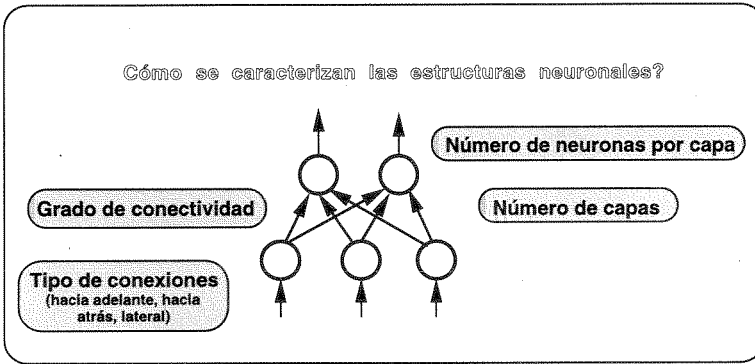 Cómo se caracterizan las estructuras neuronales?
Número de neuronas por capa
Grado de conectividad
Número de capas
Tipo de conexiones
(hacia adelante, hacia
atrás, lateral)